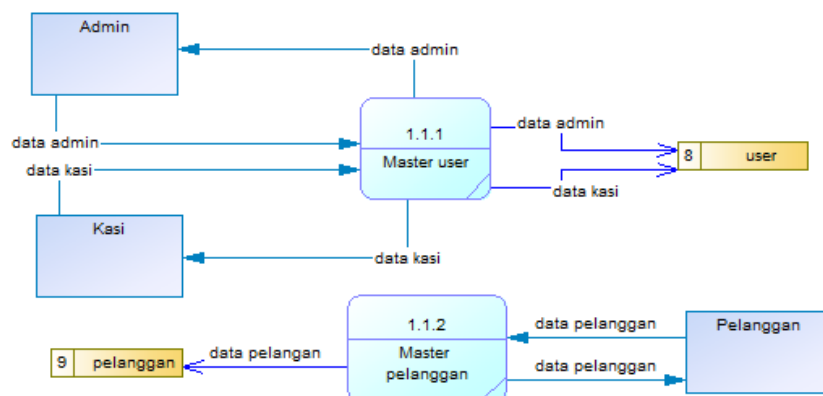 Admin
data admin
data admin
1.1.1
data admin
Master user
8 user
data kasi
data kasi
Kasi
data kasi
1.1.2
data pelanggan
Pelanggan
9 pelanggan
data pelangan
Master
pelanggan
data pelanggan